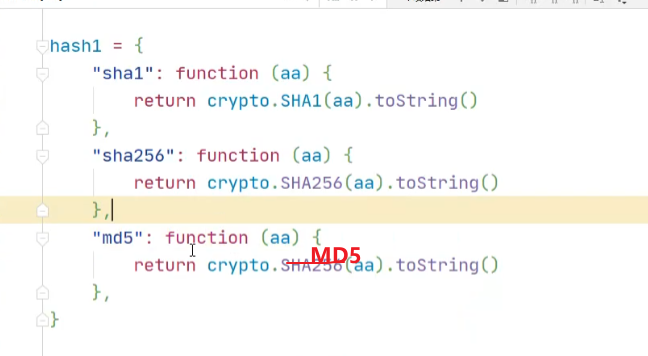 hash1 = {
"sha1": function (aa) {
return crypto.SHA1(aa).toString()
},
"sha256": function (aa) {
return crypto.SHA256(aa).toString()
},
"md5": function (aa) {
return crypto.SHA256(aa).toString()
MD5
},
}